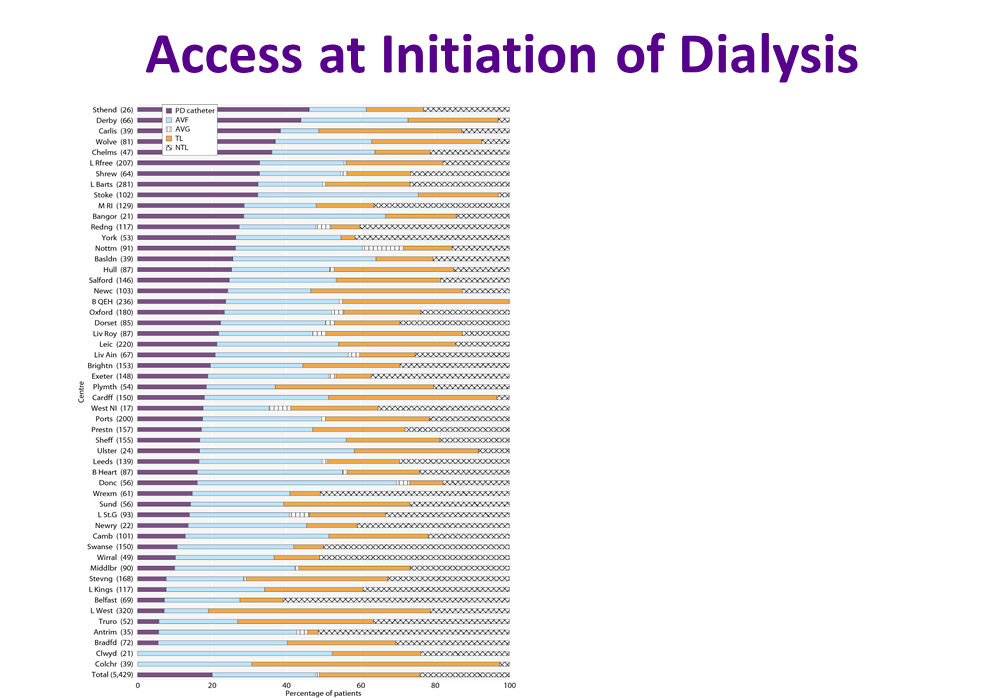 Access at Initiation of Dialysis
PD catheter
AVF
AVG
TL
NTL
Sthend (26)
Derby (66)
Carlis (39)
Wolve (81)
Chelms (47)
L Rfree (207)
Shrew (64)
L Barts (281)
Stoke (102)
M RI (129)
Bangor (21)
Redng (117)
York (53)
Nottm (91)
Basldn (39)
Hull (87)
Salford (146)
Newc (103)
B QEH (236)
Oxford (180)
Dorset (85)
Liv Roy (87)
Leic (220)
Liv Ain (67)
Brightn (153)
Exeter (148)
Plymth (54)
Cardff (150)
West NI (17)
Ports (200)
Prestn (157)
Sheff (155)
Ulster (24)
Leeds (139)
B Heart (87)
Donc (56)
Wrexm (61)
Sund (56)
L St.G (93)
Newry (22)
Camb (101)
Swanse (150)
Wirral (49)
Middlbr (90)
Stevng (168)
L Kings (117)
Belfast (69)
L West (320)
Truro (52)
Antrim (35)
Bradfd (72)
Clwyd (21)
Colchr (39)
Total (5,429)
Centre
0 20 40 60 80 100
Percentage of patients